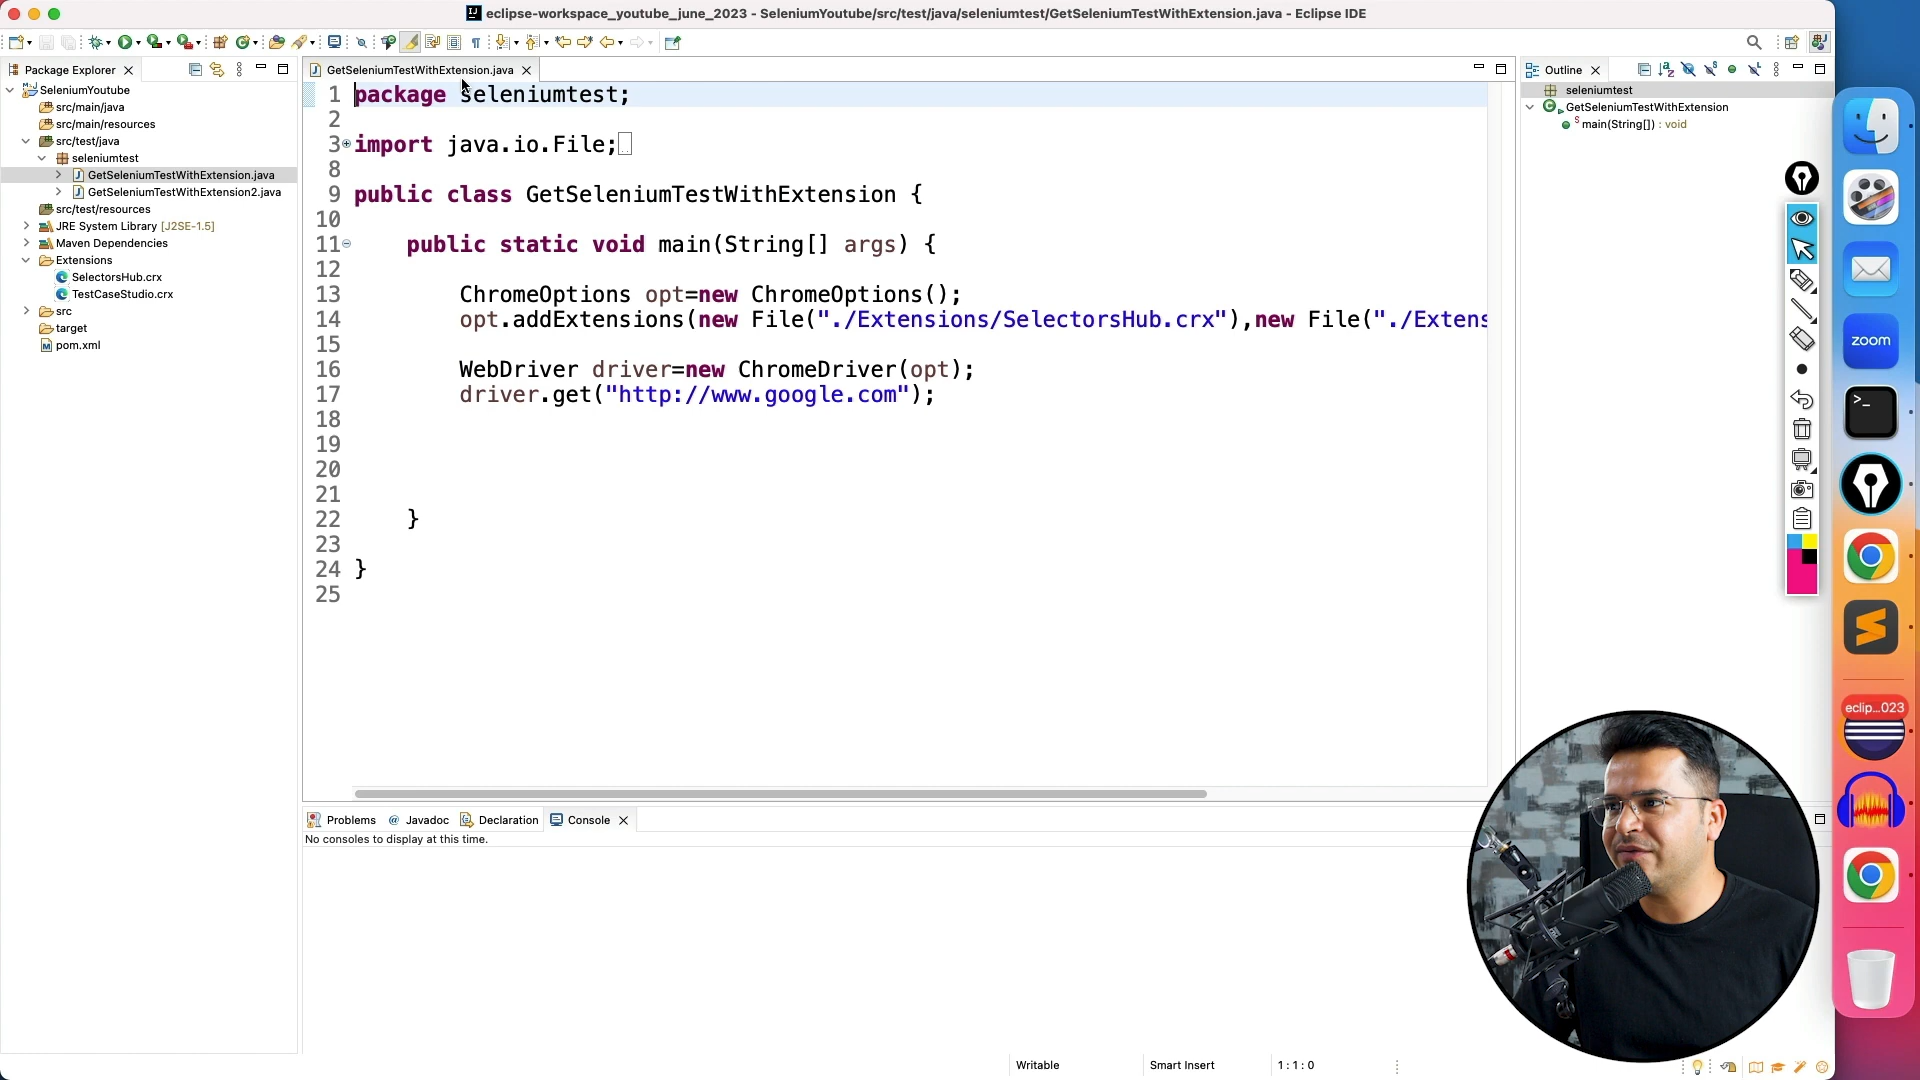 eclipse-workspace_youtube_june_2023 - SeleniumYoutube/src/test/java/seleniumtest/GetSeleniumTestWithExtension.java - Eclipse IDE
Package Explorer
SeleniumYoutube
src/main/java
src/main/resources
src/test/java
seleniumtest
GetSeleniumTestWithExtension.java
GetSeleniumTestWithExtension2.java
src/test/resources
JRE System Library [J2SE-1.5]
Maven Dependencies
Extensions
SelectorsHub.crx
TestCaseStudio.crx
src
target
pom.xml
GetSeleniumTestWithExtension.java
1 package seleniumtest;
2
3 import java.io.File;
8
9 public class GetSeleniumTestWithExtension {
10
11 public static void main(String[] args) {
12
13 ChromeOptions opt=new ChromeOptions();
14 opt.addExtensions(new File("./Extensions/SelectorsHub.crx"),new File("./Extens
15
16 WebDriver driver=new ChromeDriver(opt);
17 driver.get("http://www.google.com");
18
19
20
21
22 }
23
24 }
25
Problems @ Javadoc Declaration Console
No consoles to display at this time.
Writable Smart Insert 1 : 1 : 0
Outline
seleniumtest
GetSeleniumTestWithExtension
main(String[]) : void
zoom
eclip...023